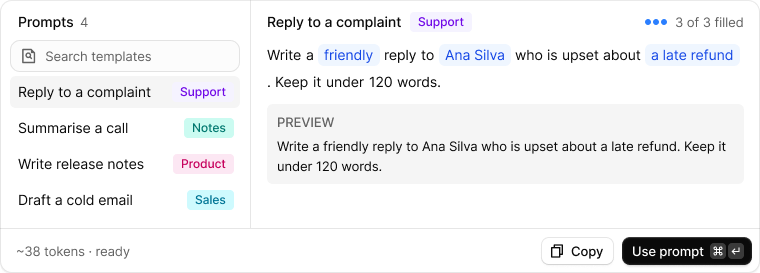 Prompts 4
Search templates
Reply to a complaint Support
Summarise a call Notes
Write release notes Product
Draft a cold email Sales
Reply to a complaint Support 3 of 3 filled
Write a friendly reply to Ana Silva who is upset about a late refund
. Keep it under 120 words.
PREVIEW
Write a friendly reply to Ana Silva who is upset about a late refund. Keep it
under 120 words.
~38 tokens · ready
Copy
Use prompt ⌘ ↵